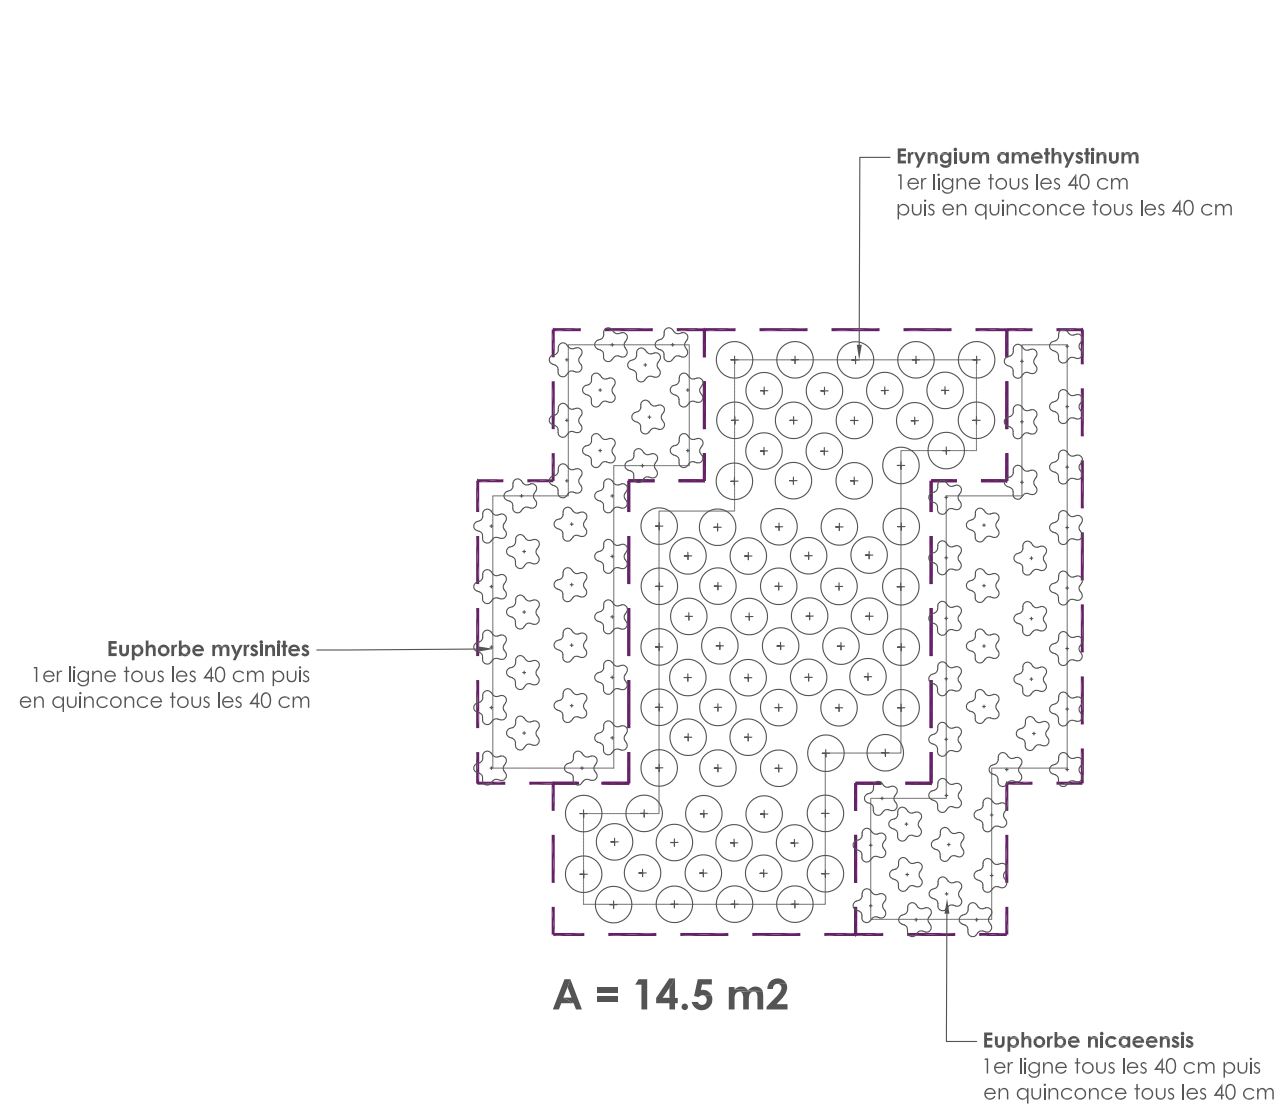 Eryngium amethystinum
1er ligne tous les 40 cm
puis en quinconce tous les 40 cm
Euphorbe myrsinites
1er ligne tous les 40 cm puis
en quinconce tous les 40 cm
A = 14.5 m2
Euphorbe nicaeensis
1er ligne tous les 40 cm puis
en quinconce tous les 40 cm